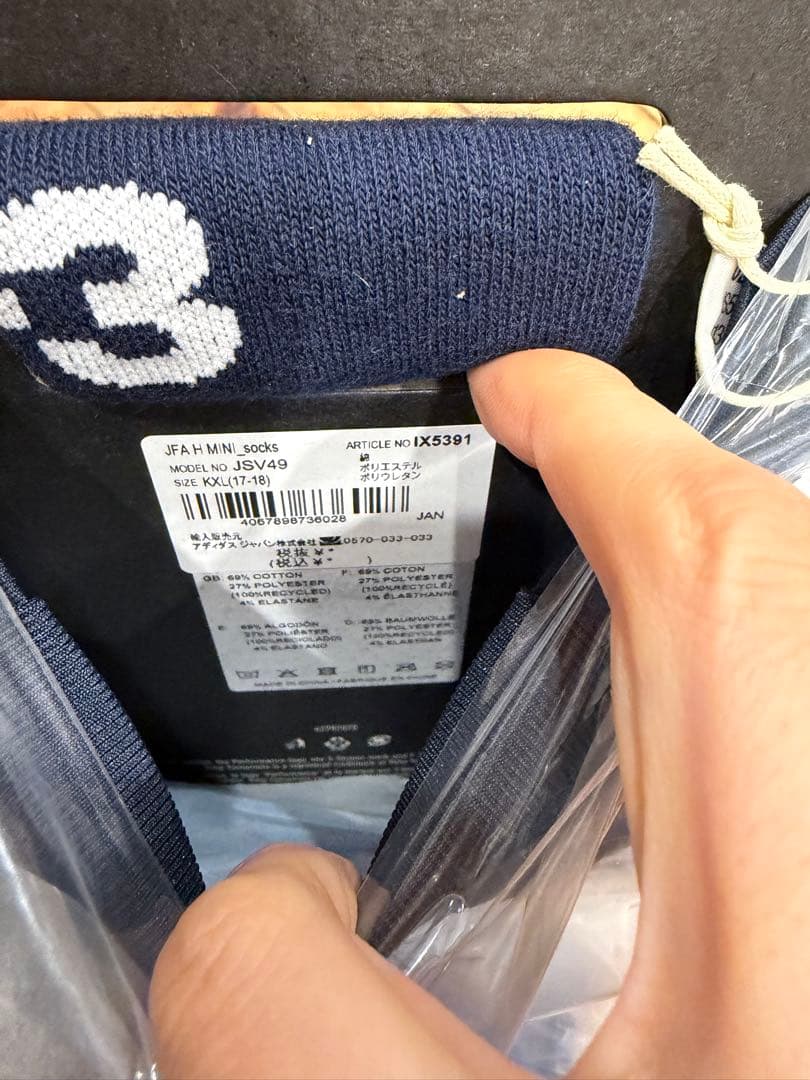 3
JFA H MINI_socks
ARTICLE NO IX5391
MODEL NO JSV49
SIZE KXL(17-18)
綿
ポリエステル
ポリウレタン
4067898736028
JAN
輸入販売元
アディダス ジャパン株式会社 0570-033-033
税抜¥*
(税込¥* )
GB: 69% COTTON
27% POLYESTER
(100%RECYCLED)
4% ELASTANE
F: 69% COTON
27% POLYESTER
(100%RECYCLÉ)
4% ÉLASTHANNE
E: 69% ALGODÓN
27% POLIÉSTER
(100%RECICLADO)
4% ELASTANO
D: 69% BAUMWOLLE
27% POLYESTER
4% ELASTHAN
MADE IN CHINA / FABRIQUÉ EN CHINE